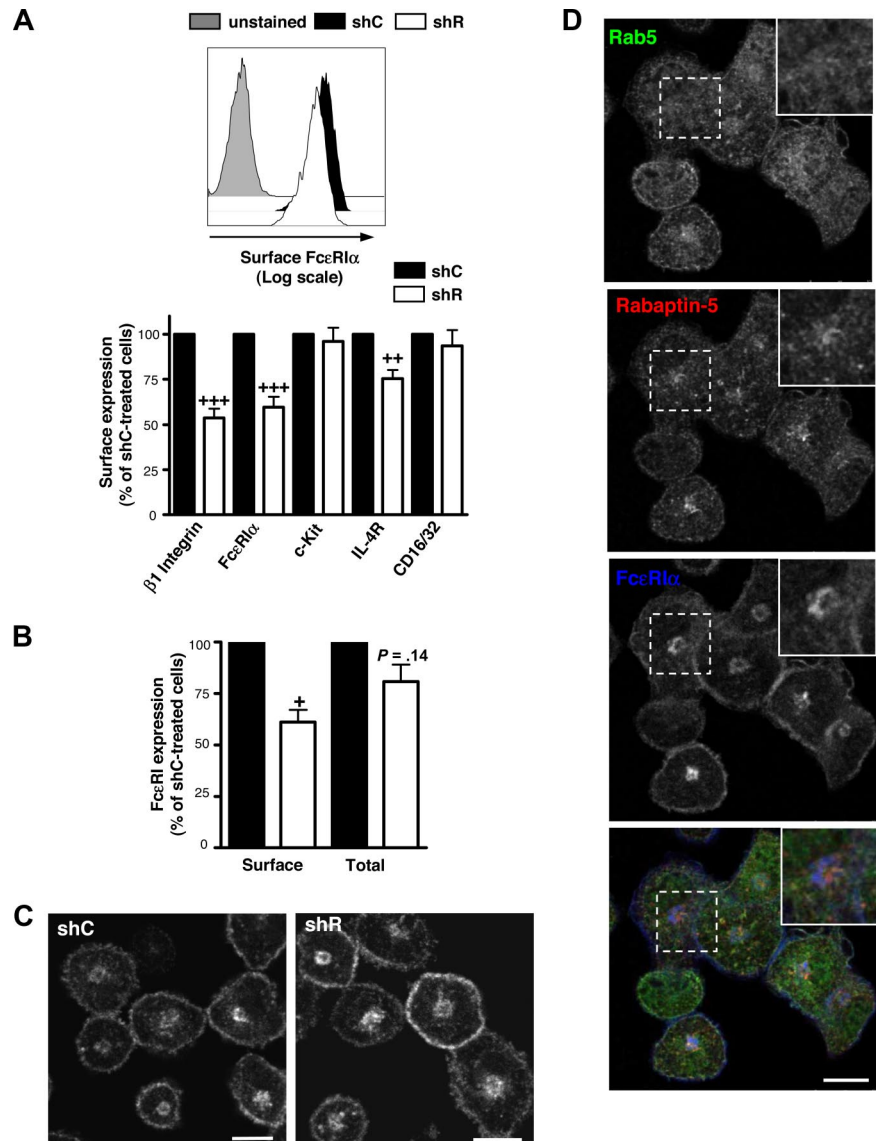 A
unstained shC shR
Surface FcεRIα
(Log scale)
shC
shR
Surface expression
(% of shC-treated cells)
100
75
50
25
0
+++
+++
++
β1 Integrin
FcεRIα
c-Kit
IL-4R
CD16/32
B
FcεRI expression
(% of shC-treated cells)
100
75
50
25
0
+
P = .14
Surface
Total
C
shC
shR
D
Rab5
Rabaptin-5
FcεRIα